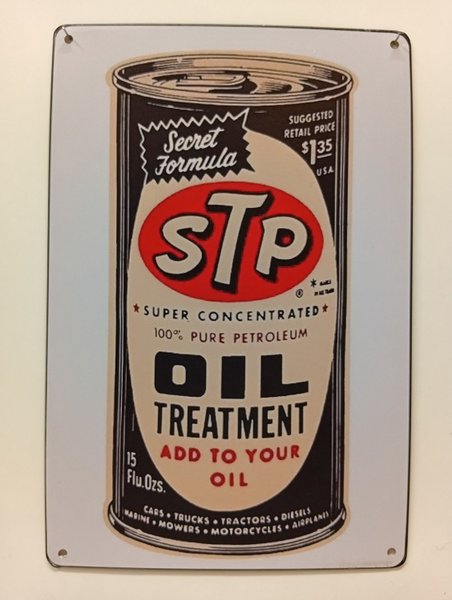 Secret
Formula
SUGGESTED
RETAIL PRICE
$1.35
U.S.A.
STP
®
*
★SUPER CONCENTRATED★
100% PURE PETROLEUM
OIL
TREATMENT
ADD TO YOUR
OIL
15
Flu.Ozs.
CARS • TRUCKS • TRACTORS • DIESELS
MARINE • MOWERS • MOTORCYCLES • AIRPLANES